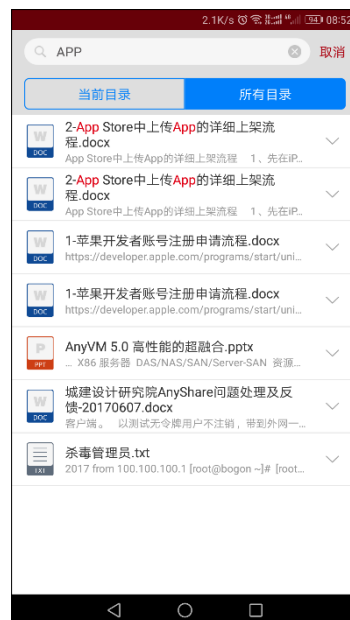 2.1K/s 94 08:52
APP 取消
当前目录 所有目录
2-App Store中上传App的详细上架流
程.docx
App Store中上传App的详细上架流程 1、先在iP...
2-App Store中上传App的详细上架流
程.docx
App Store中上传App的详细上架流程 1、先在iP...
1-苹果开发者账号注册申请流程.docx
https://developer.apple.com/programs/start/uni...
1-苹果开发者账号注册申请流程.docx
https://developer.apple.com/programs/start/uni...
AnyVM 5.0 高性能的超融合.pptx
... X86 服务器 DAS/NAS/SAN/Server-SAN 资源...
城建设计研究院AnyShare问题处理及反
馈-20170607.docx
客户端。 以测试无令牌用户不注销，带到外网一...
杀毒管理员.txt
2017 from 100.100.100.1 [root@bogon ~]# [root...
W
DOC
W
DOC
W
DOC
W
DOC
P
PPT
W
DOC
TXT